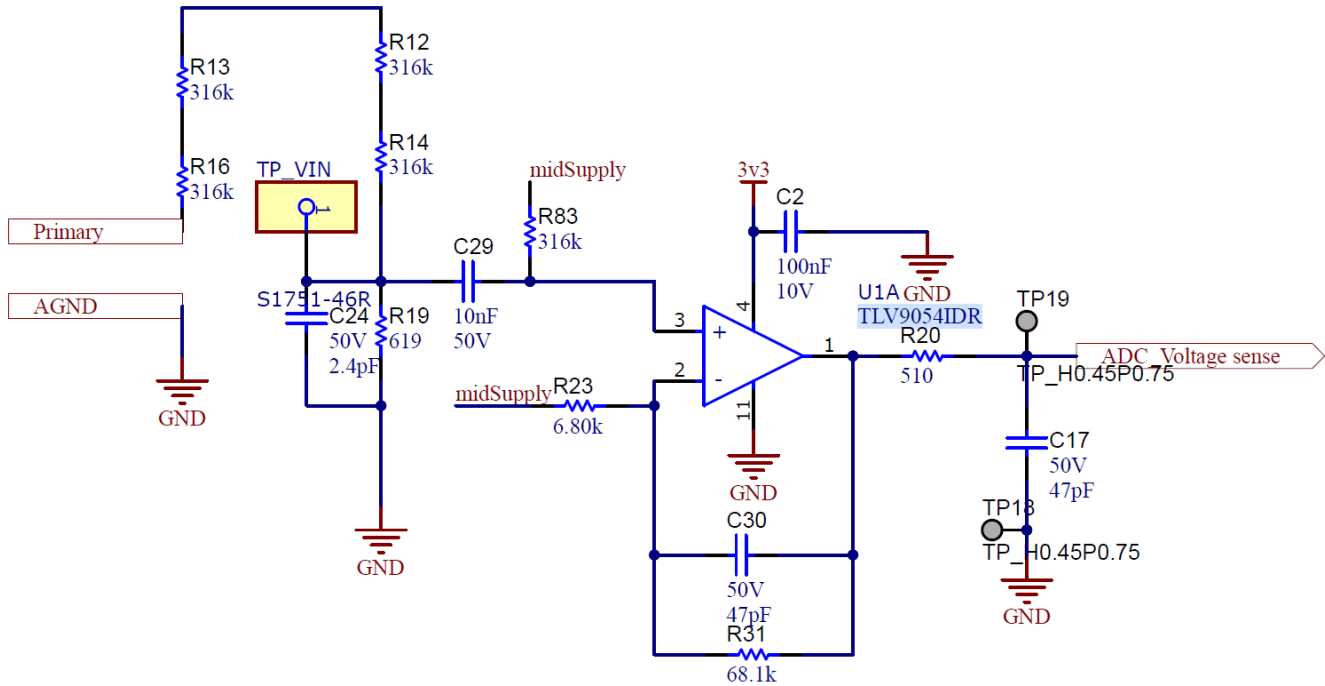 R12
316k
R13
316k
R14
316k
R16
316k
TP_VIN
1
Primary
AGND
GND
S1751-46R
C24
50V
2.4pF
R19
619
GND
C29
10nF
50V
midSupply
R83
316k
3v3
C2
100nF
10V
GND
U1A
TLV9054IDR
4
3
+
2
-
1
11
GND
midSupply
R23
6.80k
R20
510
TP19
TP_H0.45P0.75
ADC_Voltage sense
C17
50V
47pF
TP18
TP_H0.45P0.75
GND
C30
50V
47pF
R31
68.1k